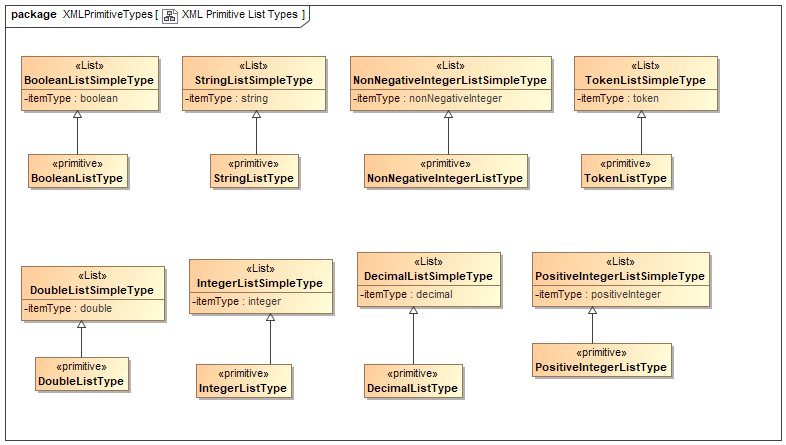 package XMLPrimitiveTypes [ XML Primitive List Types ]
«List»
BooleanListSimpleType
-itemType : boolean
«primitive»
BooleanListType
«List»
StringListSimpleType
-itemType : string
«primitive»
StringListType
«List»
NonNegativeIntegerListSimpleType
-itemType : nonNegativeInteger
«primitive»
NonNegativeIntegerListType
«List»
TokenListSimpleType
-itemType : token
«primitive»
TokenListType
«List»
DoubleListSimpleType
-itemType : double
«primitive»
DoubleListType
«List»
IntegerListSimpleType
-itemType : integer
«primitive»
IntegerListType
«List»
DecimalListSimpleType
-itemType : decimal
«primitive»
DecimalListType
«List»
PositiveIntegerListSimpleType
-itemType : positiveInteger
«primitive»
PositiveIntegerListType